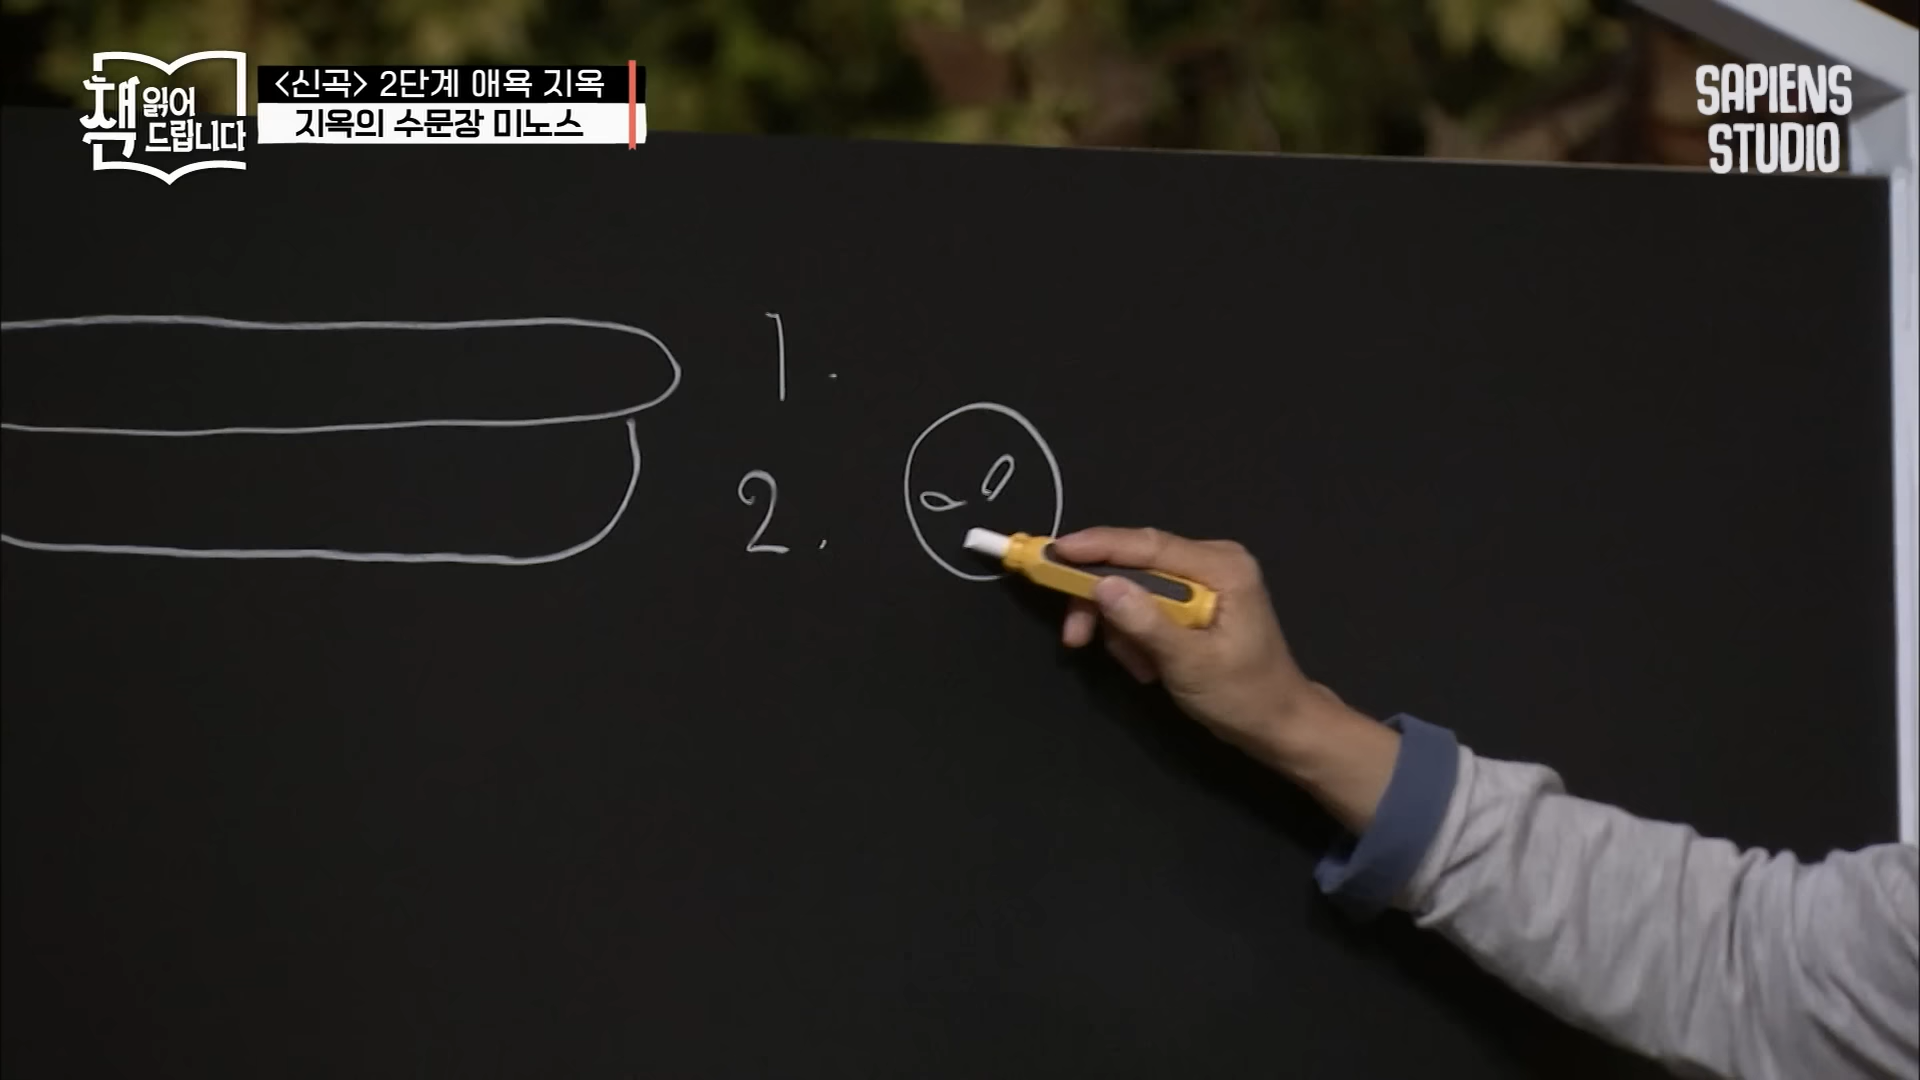 책 읽어
드립니다
<신곡> 2단계 애욕 지옥
지옥의 수문장 미노스
SAPIENS
STUDIO
1.
2.